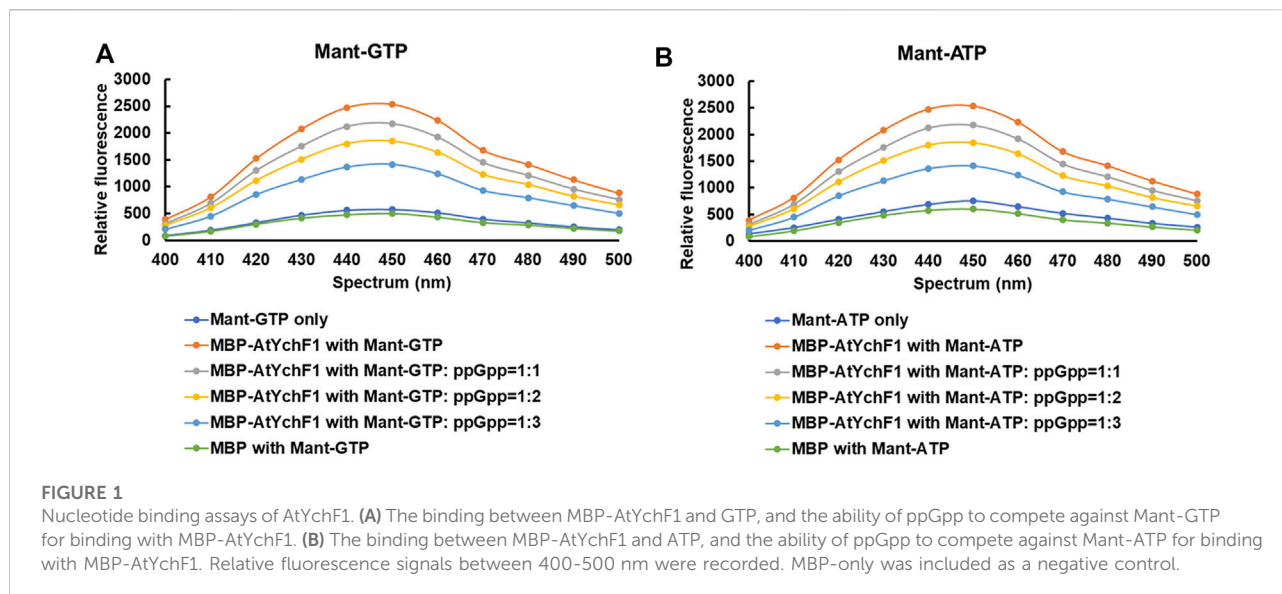 A
Mant-GTP
Relative fluorescence
3000
2500
2000
1500
1000
500
0
400 410 420 430 440 450 460 470 480 490 500
Spectrum (nm)
Mant-GTP only
MBP-AtYchF1 with Mant-GTP
MBP-AtYchF1 with Mant-GTP: ppGpp=1:1
MBP-AtYchF1 with Mant-GTP: ppGpp=1:2
MBP-AtYchF1 with Mant-GTP: ppGpp=1:3
MBP with Mant-GTP
B
Mant-ATP
Relative fluorescence
3000
2500
2000
1500
1000
500
0
400 410 420 430 440 450 460 470 480 490 500
Spectrum (nm)
Mant-ATP only
MBP-AtYchF1 with Mant-ATP
MBP-AtYchF1 with Mant-ATP: ppGpp=1:1
MBP-AtYchF1 with Mant-ATP: ppGpp=1:2
MBP-AtYchF1 with Mant-ATP: ppGpp=1:3
MBP with Mant-ATP
FIGURE 1
Nucleotide binding assays of AtYchF1. (A) The binding between MBP-AtYchF1 and GTP, and the ability of ppGpp to compete against Mant-GTP
for binding with MBP-AtYchF1. (B) The binding between MBP-AtYchF1 and ATP, and the ability of ppGpp to compete against Mant-ATP for binding
with MBP-AtYchF1. Relative fluorescence signals between 400-500 nm were recorded. MBP-only was included as a negative control.